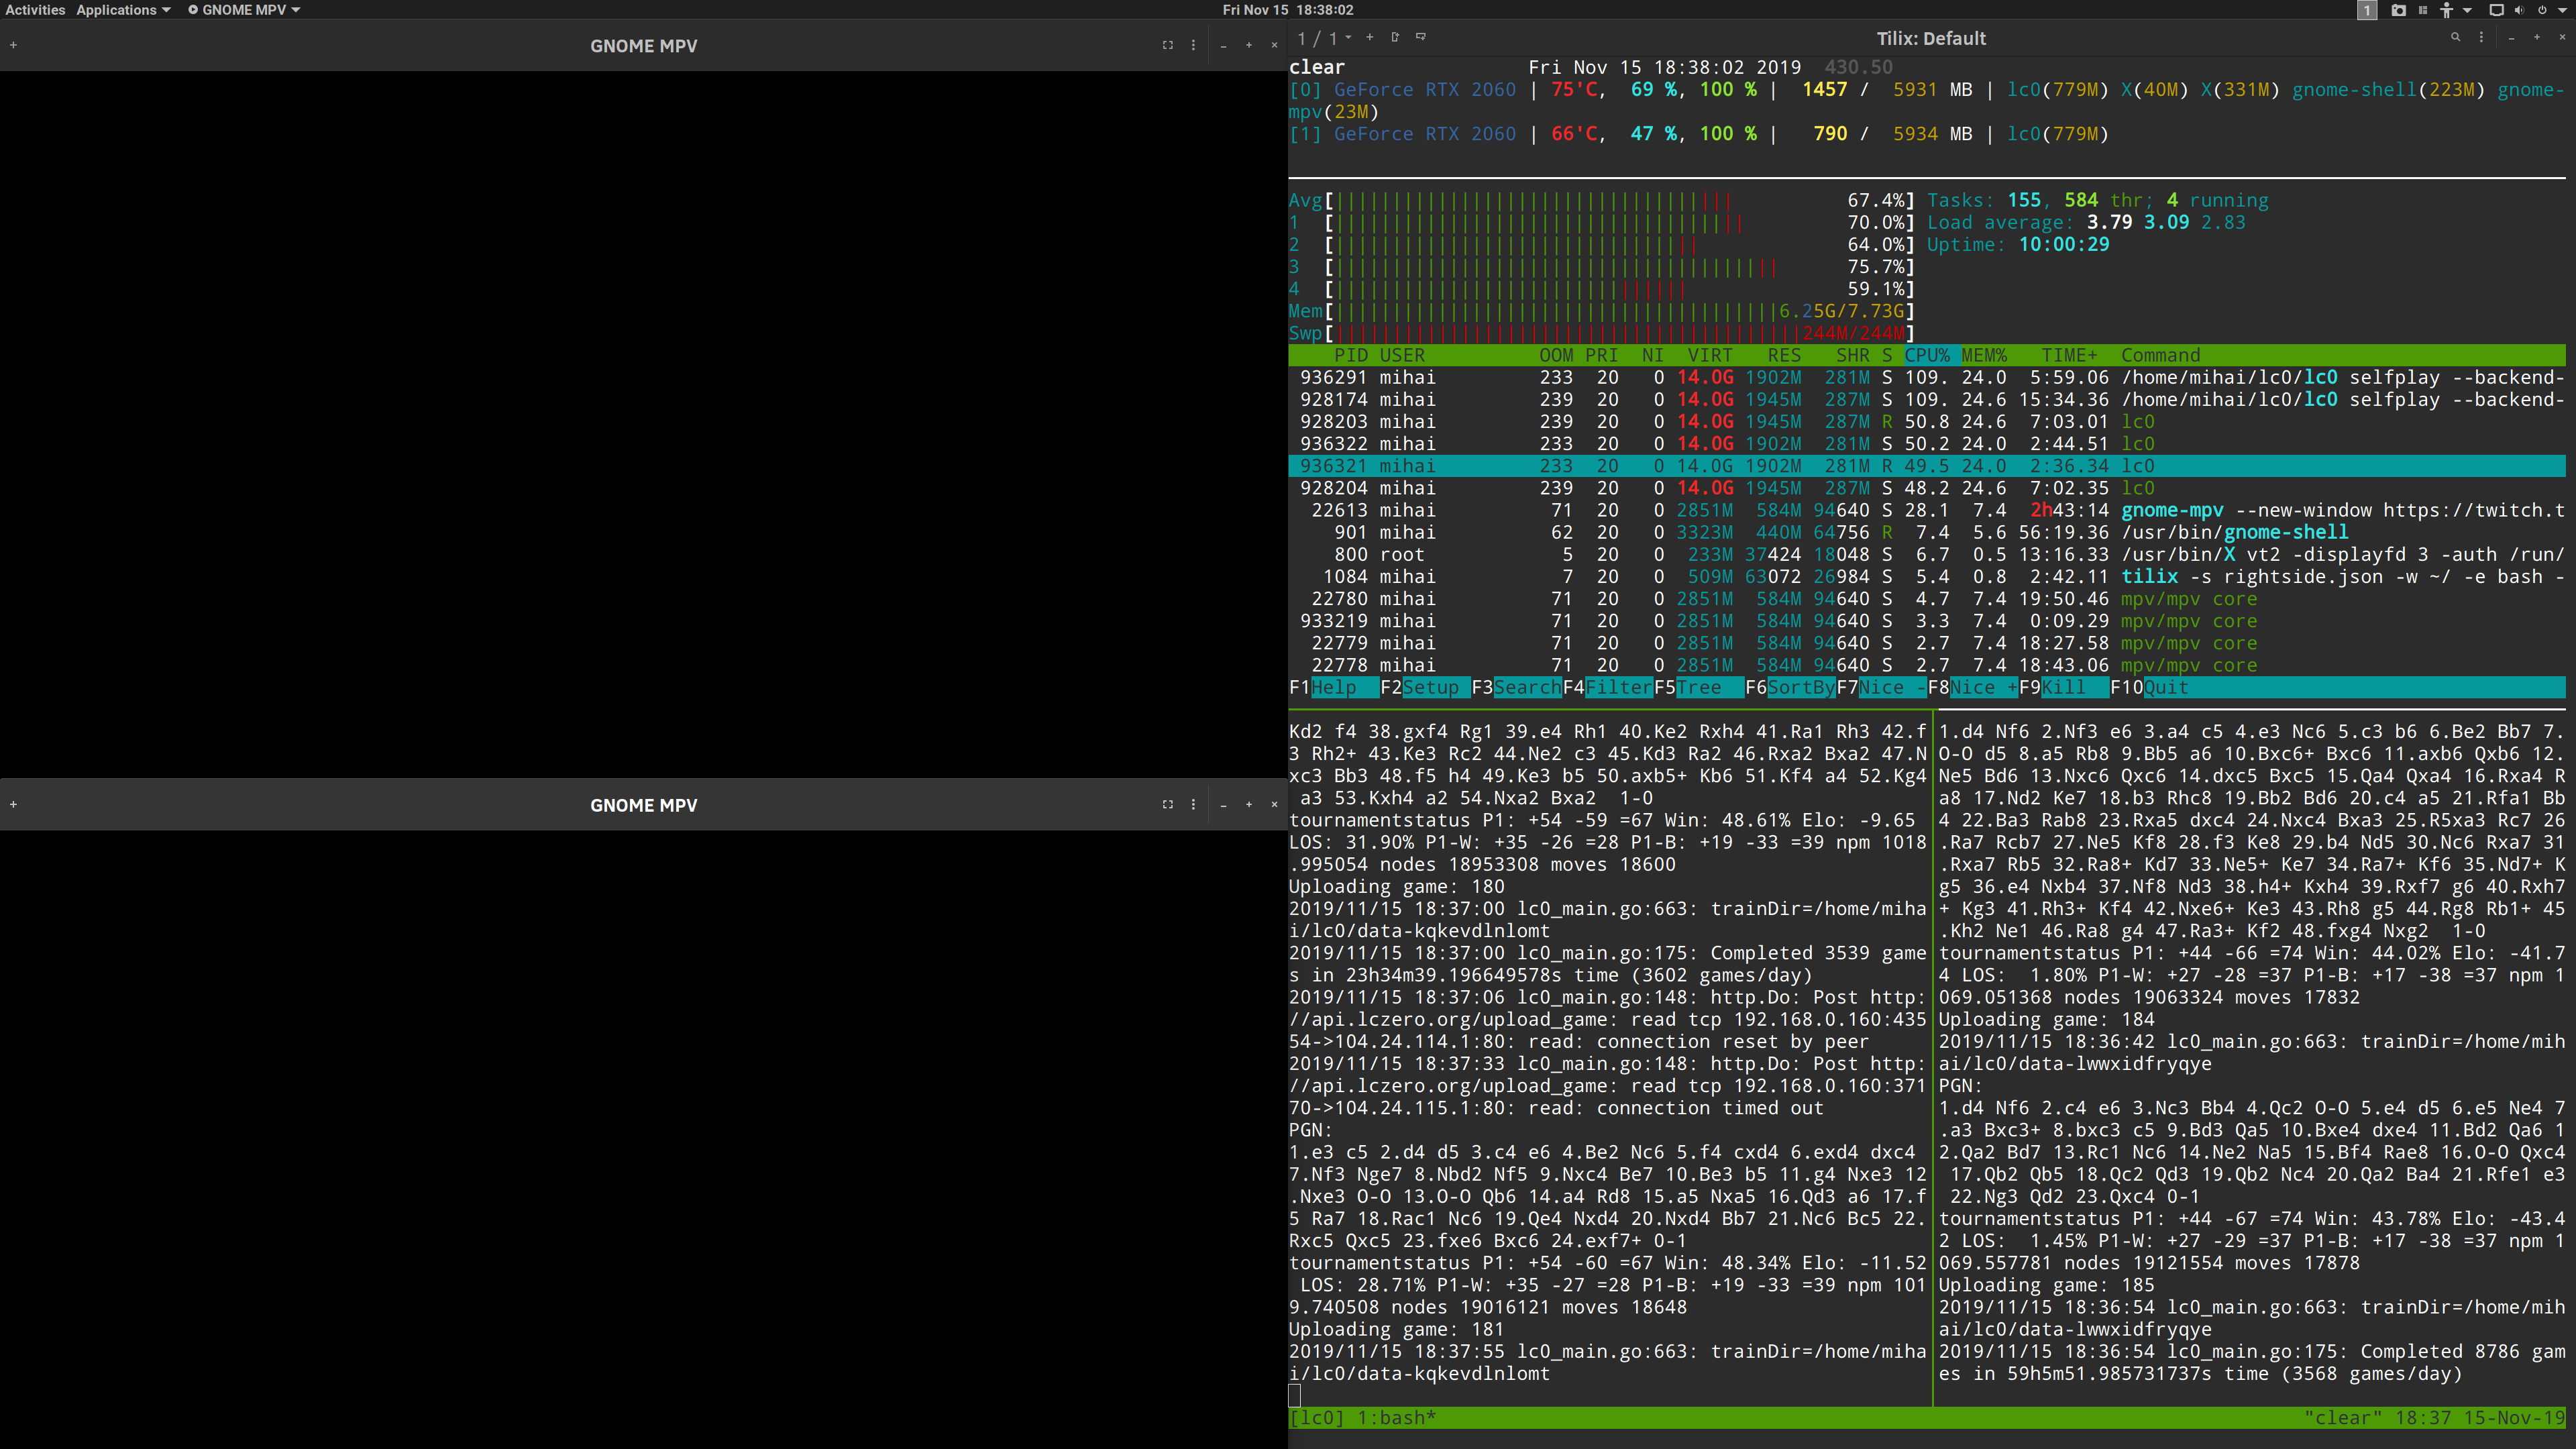 Activities Applications GNOME MPV Fri Nov 15 18:38:02 1
GNOME MPV
1 / 1 Tilix: Default
clear Fri Nov 15 18:38:02 2019 430.50
[0] GeForce RTX 2060 | 75'C, 69 %, 100 % | 1457 / 5931 MB | lc0(779M) X(40M) X(331M) gnome-shell(223M) gnome-
mpv(23M)
[1] GeForce RTX 2060 | 66'C, 47 %, 100 % | 790 / 5934 MB | lc0(779M)
Avg[ 67.4%] Tasks: 155, 584 thr; 4 running
1 [ 70.0%] Load average: 3.79 3.09 2.83
2 [ 64.0%] Uptime: 10:00:29
3 [ 75.7%]
4 [ 59.1%]
Mem[ 6.25G/7.73G]
Swp[ 244M/244M]
PID USER OOM PRI NI VIRT RES SHR S CPU% MEM% TIME+ Command
936291 mihai 233 20 0 14.0G 1902M 281M S 109. 24.0 5:59.06 /home/mihai/lc0/lc0 selfplay --backend-
928174 mihai 239 20 0 14.0G 1945M 287M S 109. 24.6 15:34.36 /home/mihai/lc0/lc0 selfplay --backend-
928203 mihai 239 20 0 14.0G 1945M 287M R 50.8 24.6 7:03.01 lc0
936322 mihai 233 20 0 14.0G 1902M 281M S 50.2 24.0 2:44.51 lc0
936321 mihai 233 20 0 14.0G 1902M 281M R 49.5 24.0 2:36.34 lc0
928204 mihai 239 20 0 14.0G 1945M 287M S 48.2 24.6 7:02.35 lc0
22613 mihai 71 20 0 2851M 584M 94640 S 28.1 7.4 2h43:14 gnome-mpv --new-window https://twitch.t
901 mihai 62 20 0 3323M 440M 64756 R 7.4 5.6 56:19.36 /usr/bin/gnome-shell
800 root 5 20 0 233M 37424 18048 S 6.7 0.5 13:16.33 /usr/bin/X vt2 -displayfd 3 -auth /run/
1084 mihai 7 20 0 509M 63072 26984 S 5.4 0.8 2:42.11 tilix -s rightside.json -w ~/ -e bash -
22780 mihai 71 20 0 2851M 584M 94640 S 4.7 7.4 19:50.46 mpv/mpv core
933219 mihai 71 20 0 2851M 584M 94640 S 3.3 7.4 0:09.29 mpv/mpv core
22779 mihai 71 20 0 2851M 584M 94640 S 2.7 7.4 18:27.58 mpv/mpv core
22778 mihai 71 20 0 2851M 584M 94640 S 2.7 7.4 18:43.06 mpv/mpv core
F1Help F2Setup F3SearchF4FilterF5Tree F6SortByF7Nice -F8Nice +F9Kill F10Quit
GNOME MPV
Kd2 f4 38.gxf4 Rg1 39.e4 Rh1 40.Ke2 Rxh4 41.Ra1 Rh3 42.f
3 Rh2+ 43.Ke3 Rc2 44.Ne2 c3 45.Kd3 Ra2 46.Rxa2 Bxa2 47.N
xc3 Bb3 48.f5 h4 49.Ke3 b5 50.axb5+ Kb6 51.Kf4 a4 52.Kg4
a3 53.Kxh4 a2 54.Nxa2 Bxa2 1-0
tournamentstatus P1: +54 -59 =67 Win: 48.61% Elo: -9.65
LOS: 31.90% P1-W: +35 -26 =28 P1-B: +19 -33 =39 npm 1018
.995054 nodes 18953308 moves 18600
Uploading game: 180
2019/11/15 18:37:00 lc0_main.go:663: trainDir=/home/miha
i/lc0/data-kqkevdlnlomt
2019/11/15 18:37:00 lc0_main.go:175: Completed 3539 game
s in 23h34m39.196649578s time (3602 games/day)
2019/11/15 18:37:06 lc0_main.go:148: http.Do: Post http:
//api.lczero.org/upload_game: read tcp 192.168.0.160:435
54->104.24.114.1:80: read: connection reset by peer
2019/11/15 18:37:33 lc0_main.go:148: http.Do: Post http:
//api.lczero.org/upload_game: read tcp 192.168.0.160:371
70->104.24.115.1:80: read: connection timed out
PGN:
1.e3 c5 2.d4 d5 3.c4 e6 4.Be2 Nc6 5.f4 cxd4 6.exd4 dxc4
7.Nf3 Nge7 8.Nbd2 Nf5 9.Nxc4 Be7 10.Be3 b5 11.g4 Nxe3 12
.Nxe3 O-O 13.O-O Qb6 14.a4 Rd8 15.a5 Nxa5 16.Qd3 a6 17.f
5 Ra7 18.Rac1 Nc6 19.Qe4 Nxd4 20.Nxd4 Bb7 21.Nc6 Bc5 22.
Rxc5 Qxc5 23.fxe6 Bxc6 24.exf7+ 0-1
tournamentstatus P1: +54 -60 =67 Win: 48.34% Elo: -11.52
LOS: 28.71% P1-W: +35 -27 =28 P1-B: +19 -33 =39 npm 101
9.740508 nodes 19016121 moves 18648
Uploading game: 181
2019/11/15 18:37:55 lc0_main.go:663: trainDir=/home/miha
i/lc0/data-kqkevdlnlomt
1.d4 Nf6 2.Nf3 e6 3.a4 c5 4.e3 Nc6 5.c3 b6 6.Be2 Bb7 7.
O-O d5 8.a5 Rb8 9.Bb5 a6 10.Bxc6+ Bxc6 11.axb6 Qxb6 12.
Ne5 Bd6 13.Nxc6 Qxc6 14.dxc5 Bxc5 15.Qa4 Qxa4 16.Rxa4 R
a8 17.Nd2 Ke7 18.b3 Rhc8 19.Bb2 Bd6 20.c4 a5 21.Rfa1 Bb
4 22.Ba3 Rab8 23.Rxa5 dxc4 24.Nxc4 Bxa3 25.R5xa3 Rc7 26
.Ra7 Rcb7 27.Ne5 Kf8 28.f3 Ke8 29.b4 Nd5 30.Nc6 Rxa7 31
.Rxa7 Rb5 32.Ra8+ Kd7 33.Ne5+ Ke7 34.Ra7+ Kf6 35.Nd7+ K
g5 36.e4 Nxb4 37.Nf8 Nd3 38.h4+ Kxh4 39.Rxf7 g6 40.Rxh7
+ Kg3 41.Rh3+ Kf4 42.Nxe6+ Ke3 43.Rh8 g5 44.Rg8 Rb1+ 45
.Kh2 Ne1 46.Ra8 g4 47.Ra3+ Kf2 48.fxg4 Nxg2 1-0
tournamentstatus P1: +44 -66 =74 Win: 44.02% Elo: -41.7
4 LOS: 1.80% P1-W: +27 -28 =37 P1-B: +17 -38 =37 npm 1
069.051368 nodes 19063324 moves 17832
Uploading game: 184
2019/11/15 18:36:42 lc0_main.go:663: trainDir=/home/mih
ai/lc0/data-lwwxidfryqye
PGN:
1.d4 Nf6 2.c4 e6 3.Nc3 Bb4 4.Qc2 O-O 5.e4 d5 6.e5 Ne4 7
.a3 Bxc3+ 8.bxc3 c5 9.Bd3 Qa5 10.Bxe4 dxe4 11.Bd2 Qa6 1
2.Qa2 Bd7 13.Rc1 Nc6 14.Ne2 Na5 15.Bf4 Rae8 16.O-O Qxc4
17.Qb2 Qb5 18.Qc2 Qd3 19.Qb2 Nc4 20.Qa2 Ba4 21.Rfe1 e3
22.Ng3 Qd2 23.Qxc4 0-1
tournamentstatus P1: +44 -67 =74 Win: 43.78% Elo: -43.4
2 LOS: 1.45% P1-W: +27 -29 =37 P1-B: +17 -38 =37 npm 1
069.557781 nodes 19121554 moves 17878
Uploading game: 185
2019/11/15 18:36:54 lc0_main.go:663: trainDir=/home/mih
ai/lc0/data-lwwxidfryqye
2019/11/15 18:36:54 lc0_main.go:175: Completed 8786 gam
es in 59h5m51.985731737s time (3568 games/day)
[lc0] 1:bash* "clear" 18:37 15-Nov-19